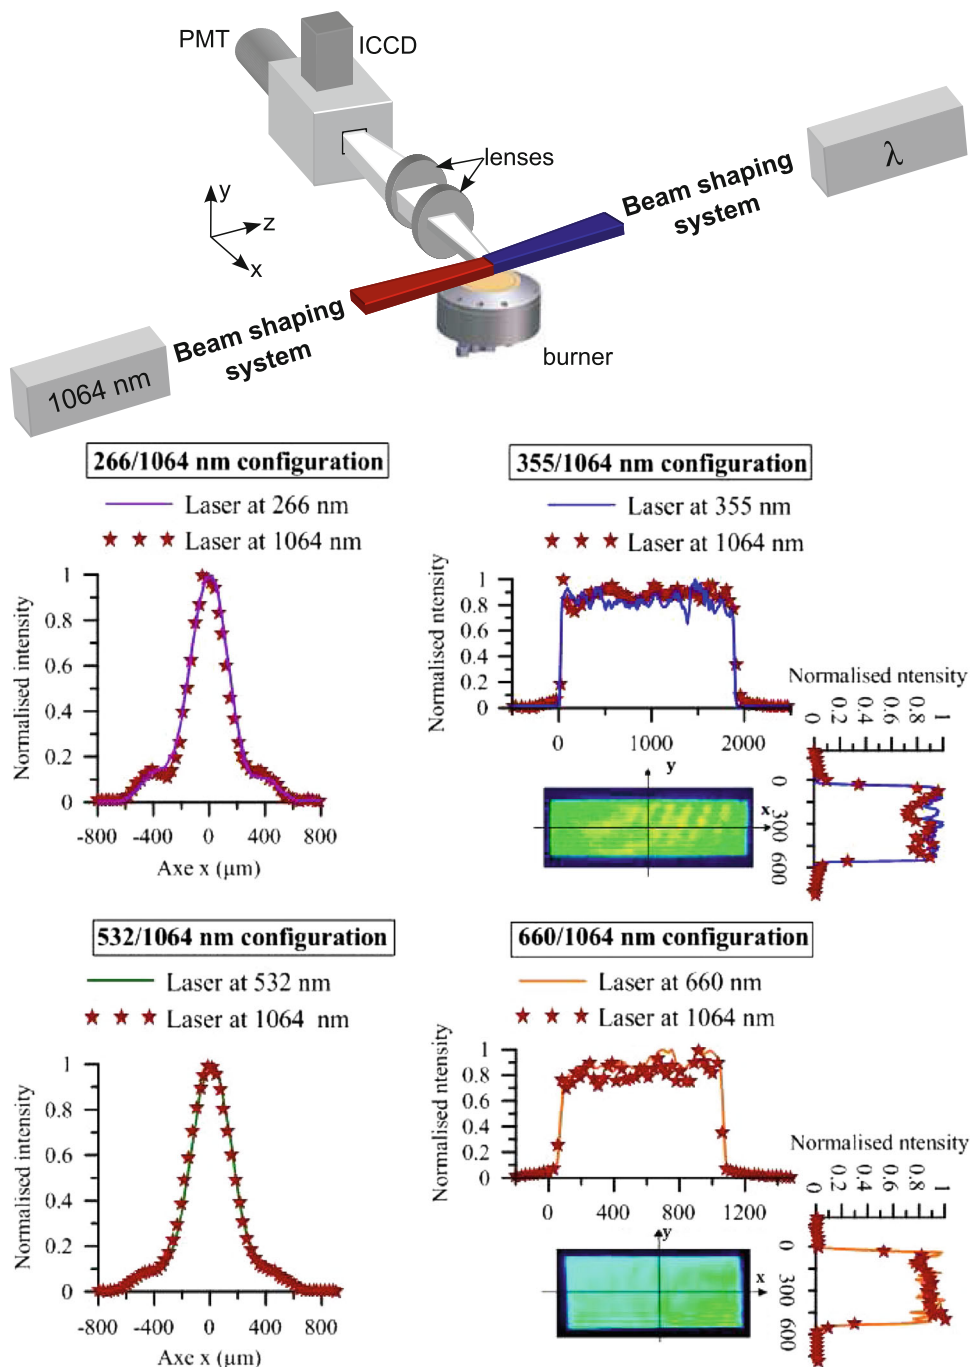 PMT
ICCD
lenses
λ
Beam shaping
system
y
z
x
Beam shaping
system
1064 nm
burner
266/1064 nm configuration
Laser at 266 nm
Laser at 1064 nm
Normalised intensity
1
0.8
0.6
0.4
0.2
0
-800 -400 0 400 800
Axe x (µm)
355/1064 nm configuration
Laser at 355 nm
Laser at 1064 nm
Normalised ntensity
1
0.8
0.6
0.4
0.2
0
0 1000 2000
y
x
Normalised ntensity
0 0.2 0.4 0.6 0.8 1
0 300 600
532/1064 nm configuration
Laser at 532 nm
Laser at 1064 nm
Normalised intensity
1
0.8
0.6
0.4
0.2
0
-800 -400 0 400 800
Axe x (µm)
660/1064 nm configuration
Laser at 660 nm
Laser at 1064 nm
Normalised ntensity
1
0.8
0.6
0.4
0.2
0
0 400 800 1200
y
x
Normalised ntensity
0 0.2 0.4 0.6 0.8 1
0 300 600